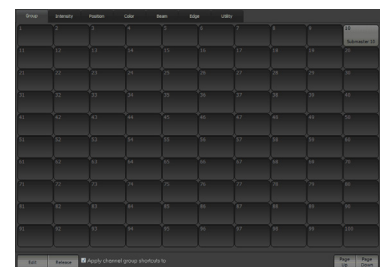 Group Intensity Position Color Beam Edge Utility
1 2 3 4 5 6 7 8 9 10
Submaster 10
11 12 13 14 15 16 17 18 19 20
21 22 23 24 25 26 27 28 29 30
31 32 33 34 35 36 37 38 39 40
41 42 43 44 45 46 47 48 49 50
51 52 53 54 55 56 57 58 59 60
61 62 63 64 65 66 67 68 69 70
71 72 73 74 75 76 77 78 79 80
81 82 83 84 85 86 87 88 89 90
91 92 93 94 95 96 97 98 99 100
Edit Release Apply channel group shortcuts to Page Up Page Down